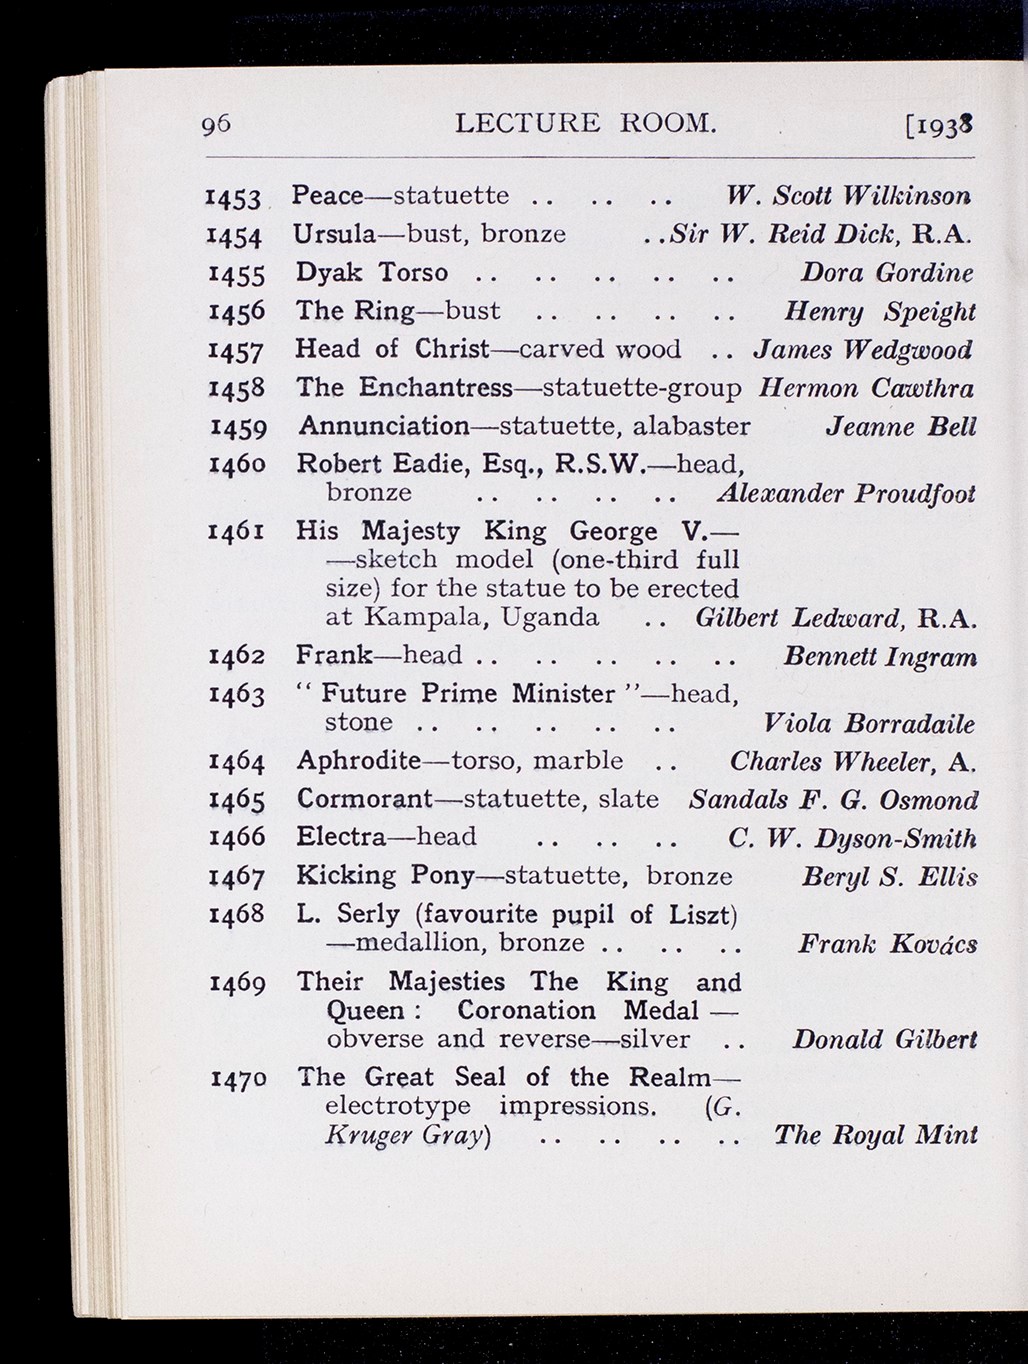 96 LECTURE ROOM. [1938
1453 Peace—statuette .. .. .. W. Scott Wilkinson
1454 Ursula—bust, bronze ..Sir W. Reid Dick, R.A.
1455 Dyak Torso .. .. .. .. .. Dora Gordine
1456 The Ring—bust .. .. .. .. Henry Speight
1457 Head of Christ—carved wood .. James Wedgwood
1458 The Enchantress—statuette-group Hermon Cawthra
1459 Annunciation—statuette, alabaster Jeanne Bell
1460 Robert Eadie, Esq., R.S.W.—head,
bronze .. .. .. .. Alexander Proudfoot
1461 His Majesty King George V.—
—sketch model (one-third full
size) for the statue to be erected
at Kampala, Uganda .. Gilbert Ledward, R.A.
1462 Frank—head .. .. .. .. .. Bennett Ingram
1463 “ Future Prime Minister ”—head,
stone .. .. .. .. .. Viola Borradaile
1464 Aphrodite—torso, marble .. Charles Wheeler, A.
1465 Cormorant—statuette, slate Sandals F. G. Osmond
1466 Electra—head .. .. .. C. W. Dyson-Smith
1467 Kicking Pony—statuette, bronze Beryl S. Ellis
1468 L. Serly (favourite pupil of Liszt)
—medallion, bronze .. .. .. Frank Kovács
1469 Their Majesties The King and
Queen : Coronation Medal —
obverse and reverse—silver .. Donald Gilbert
1470 The Great Seal of the Realm—
electrotype impressions. (G.
Kruger Gray) .. .. .. .. The Royal Mint